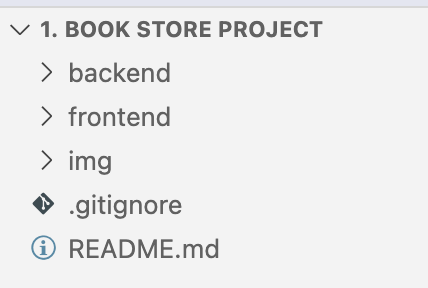 1. BOOK STORE PROJECT
backend
frontend
img
.gitignore
README.md